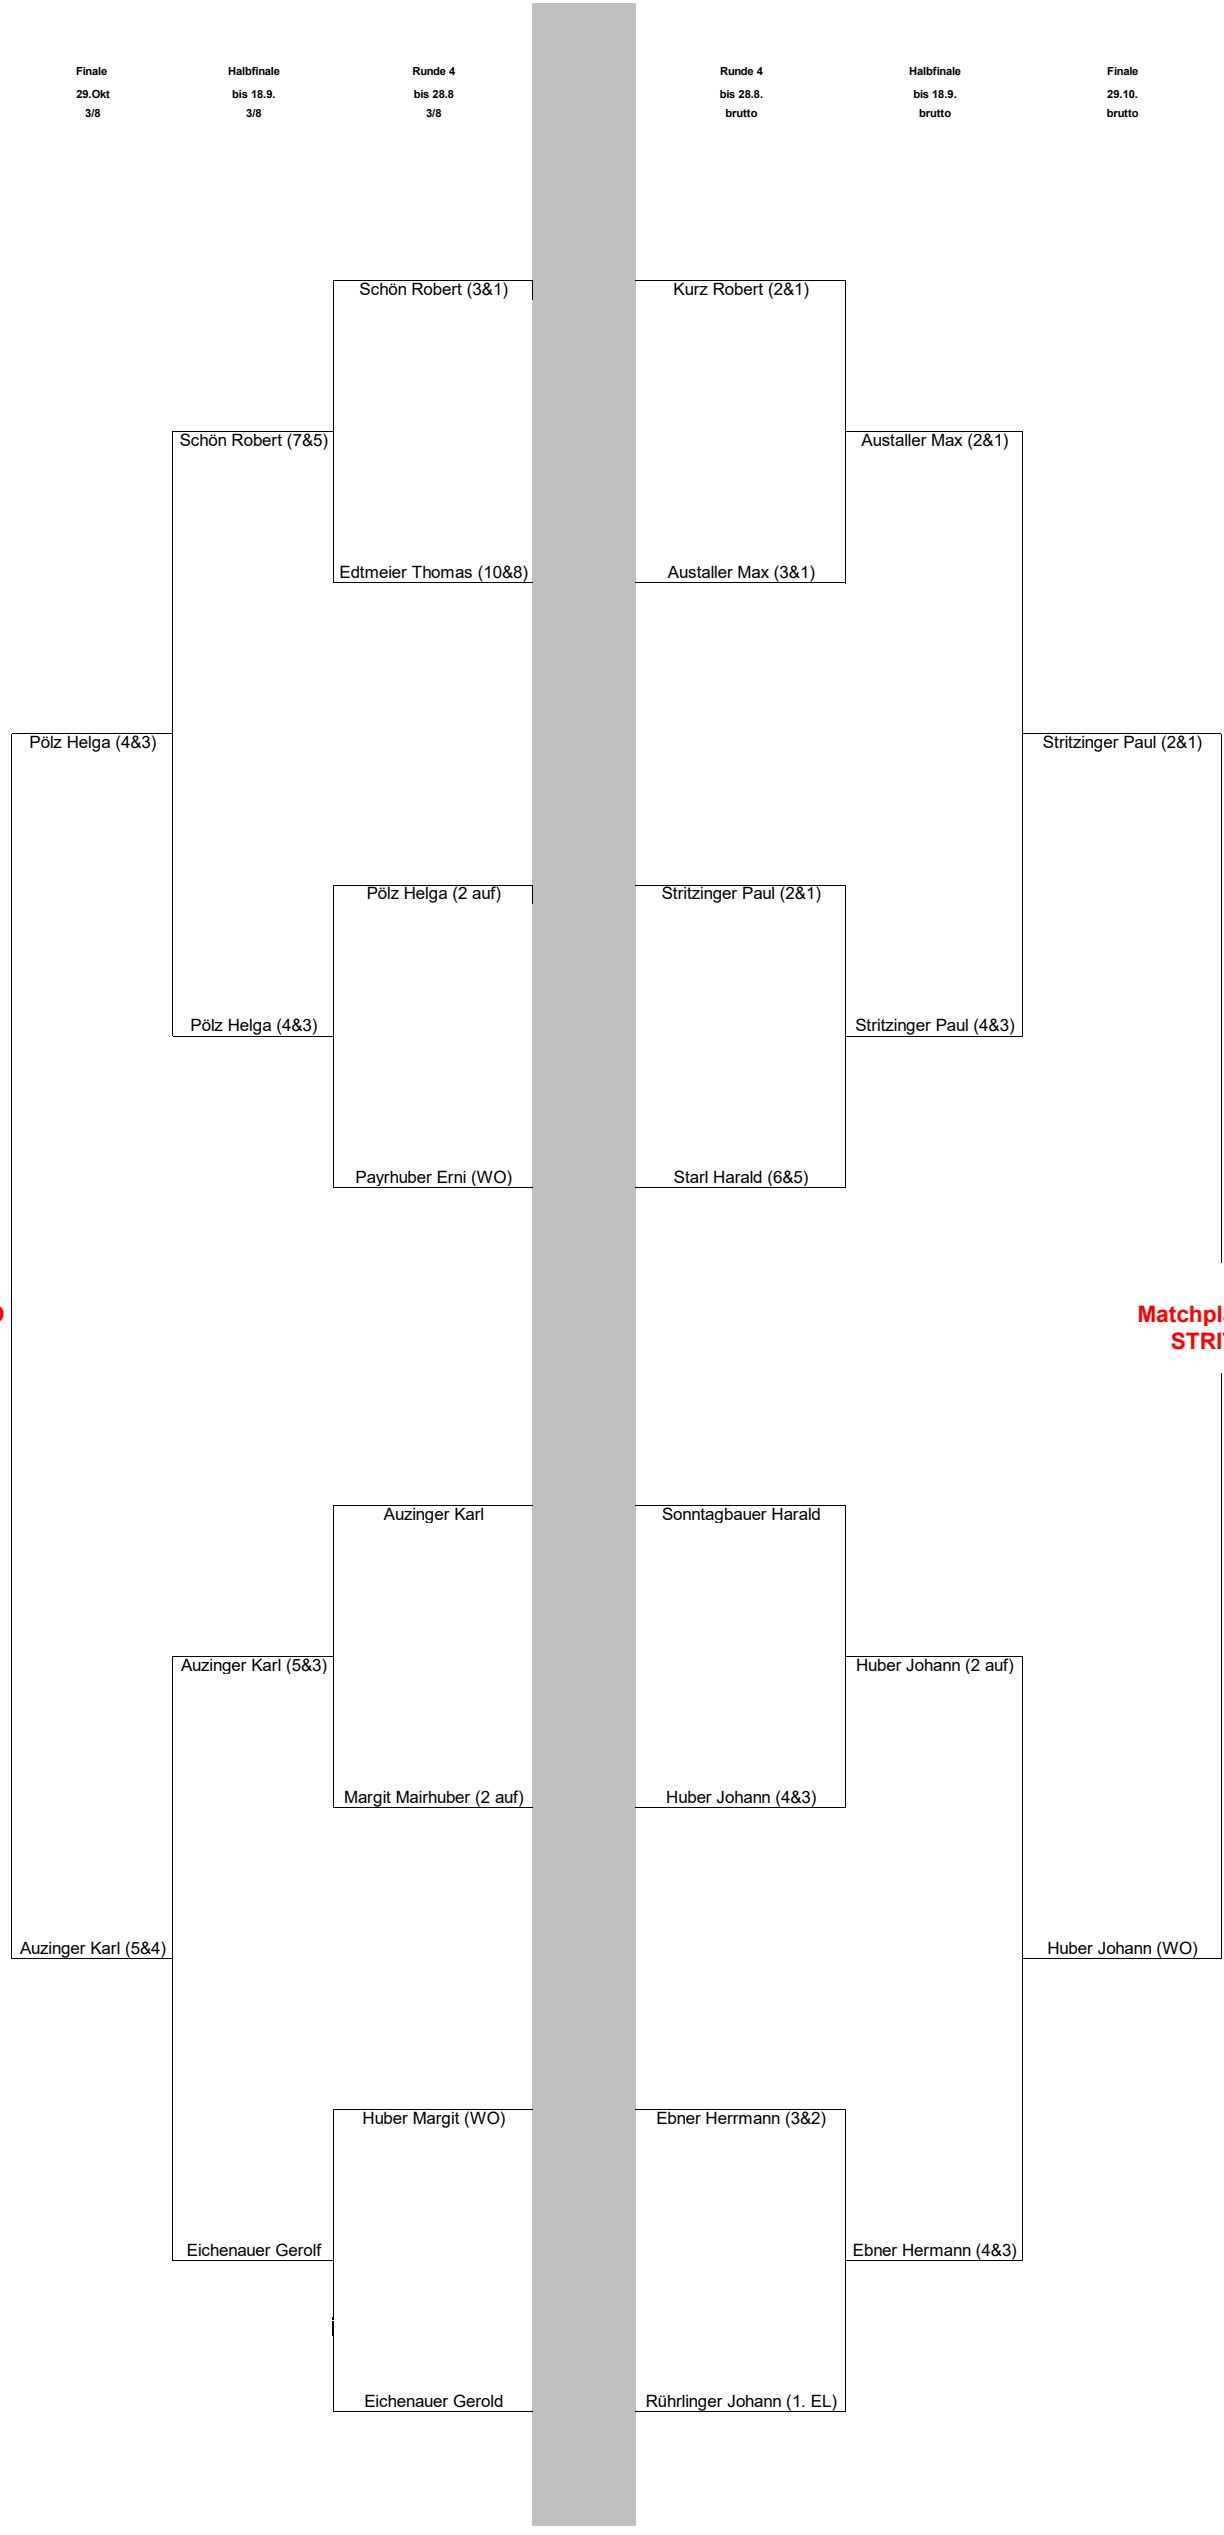 Finale Halbfinale Runde 4 Runde 4 Halbfinale Finale
29.Okt bis 18.9. bis 28.8 bis 28.8. bis 18.9. 29.10.
3/8 3/8 3/8 brutto brutto brutto
Schön Robert (3&1) Kurz Robert (2&1)
Schön Robert (7&5) Austaller Max (2&1)
Edtmeier Thomas (10&8) Austaller Max (3&1)
Pölz Helga (4&3) Stritzinger Paul (2&1)
Pölz Helga (2 auf) Stritzinger Paul (2&1)
Pölz Helga (4&3) Stritzinger Paul (4&3)
Payrhuber Erni (WO) Starl Harald (6&5)
Matchpl
STRI
Auzinger Karl Sonntagbauer Harald
Auzinger Karl (5&3) Huber Johann (2 auf)
Margit Mairhuber (2 auf) Huber Johann (4&3)
Auzinger Karl (5&4) Huber Johann (WO)
Huber Margit (WO) Ebner Herrmann (3&2)
Eichenauer Gerolf Ebner Hermann (4&3)
Eichenauer Gerold Rührlinger Johann (1. EL)